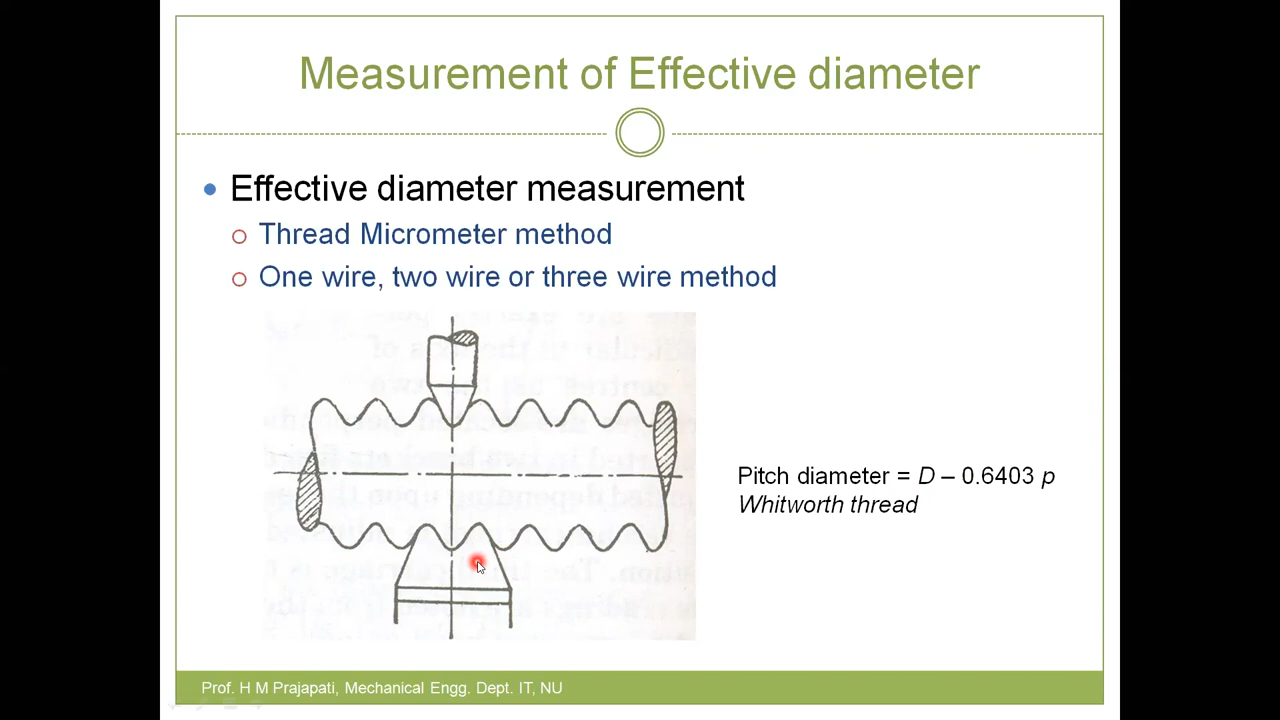 Measurement of Effective diameter
Effective diameter measurement
Thread Micrometer method
One wire, two wire or three wire method
Pitch diameter = D – 0.6403 p
Whitworth thread
Prof. H M Prajapati, Mechanical Engg. Dept. IT, NU